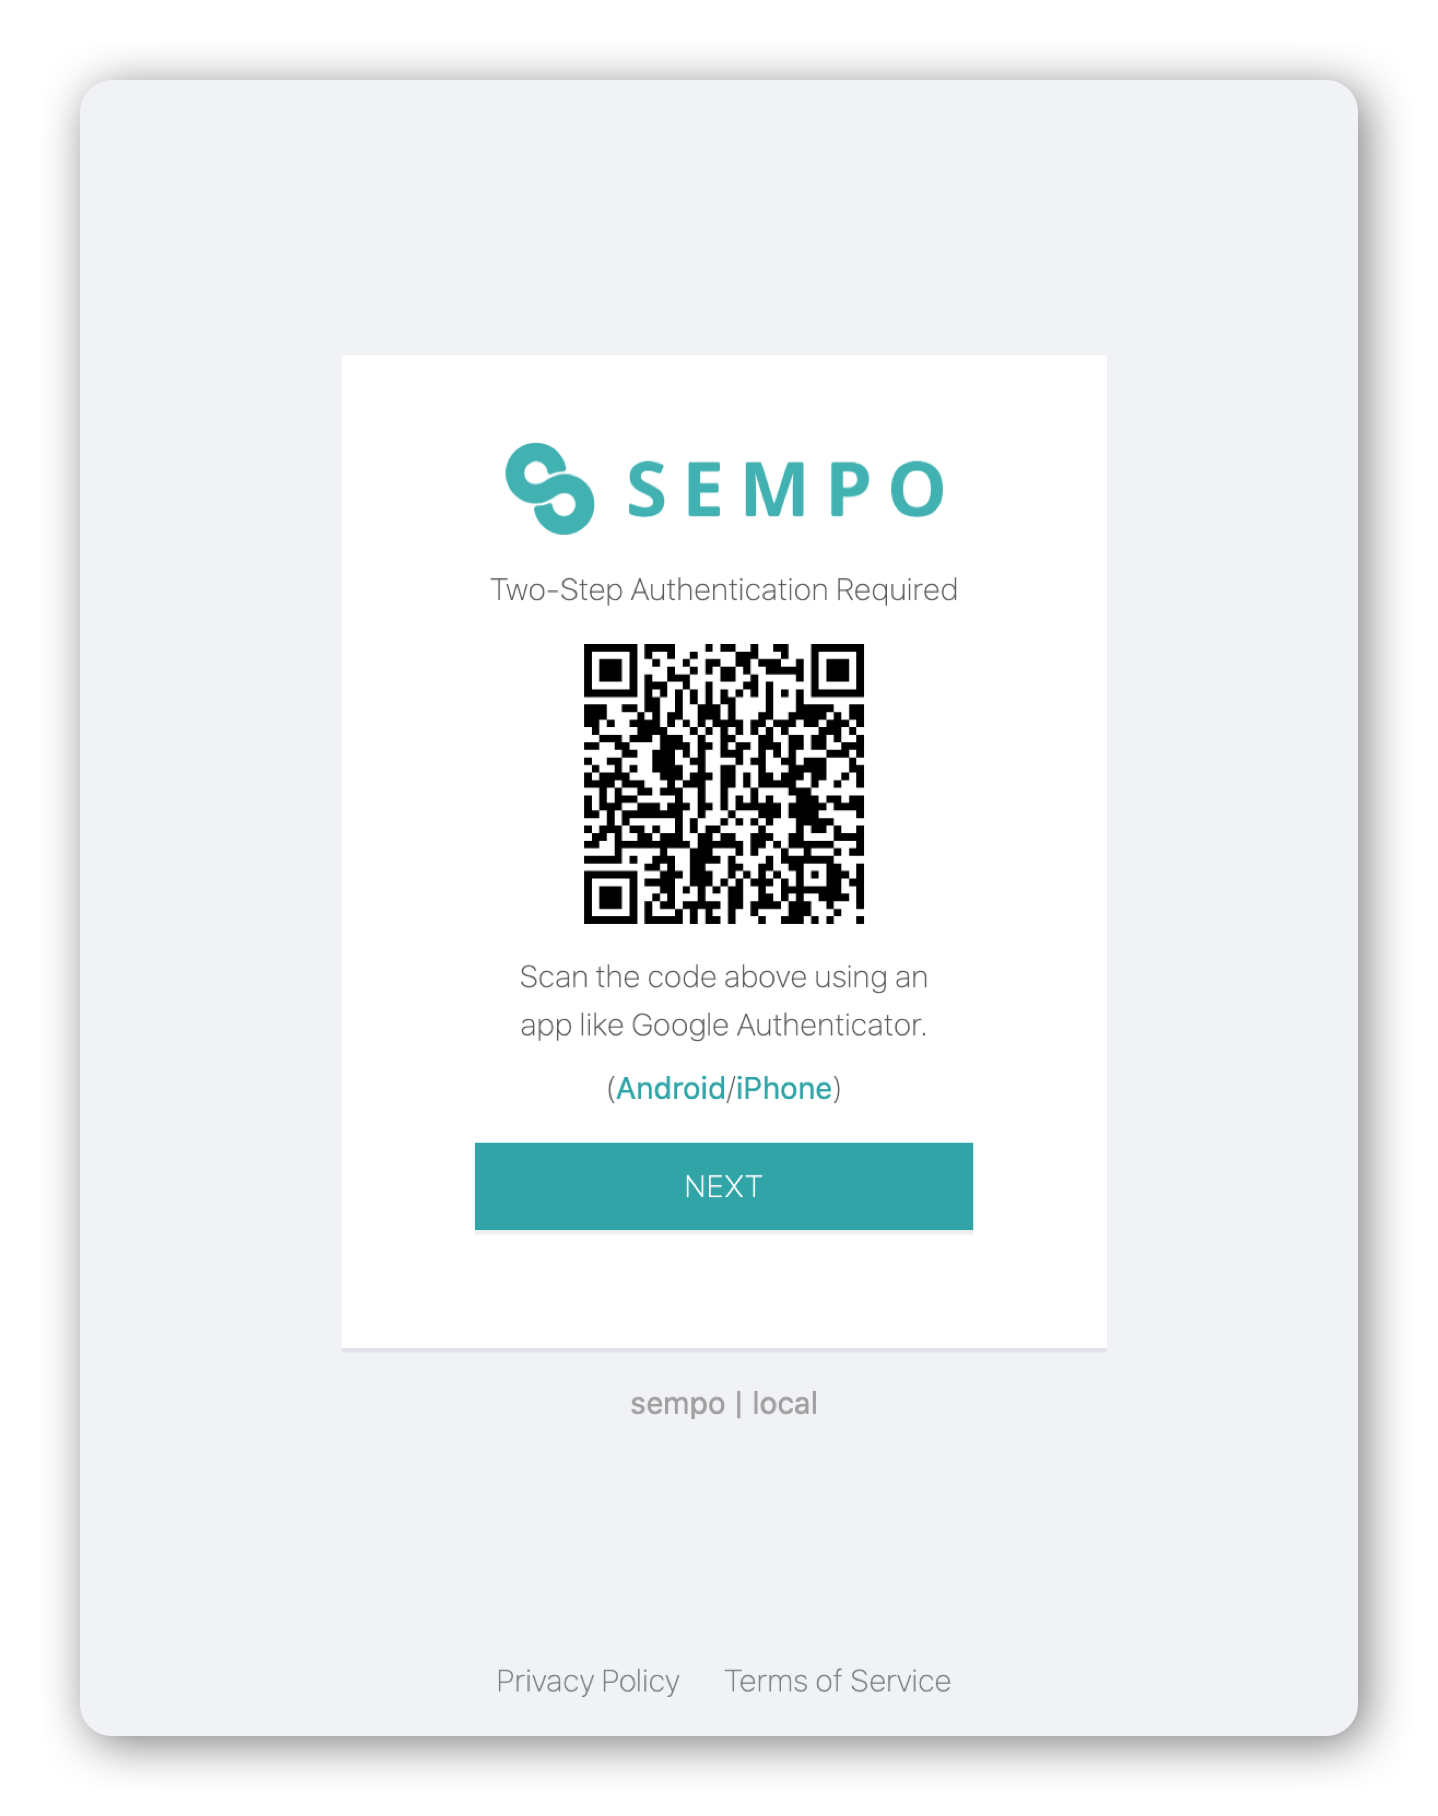 SEMPO
Two-Step Authentication Required
Scan the code above using an
app like Google Authenticator.
(Android/iPhone)
NEXT
sempo | local
Privacy Policy Terms of Service